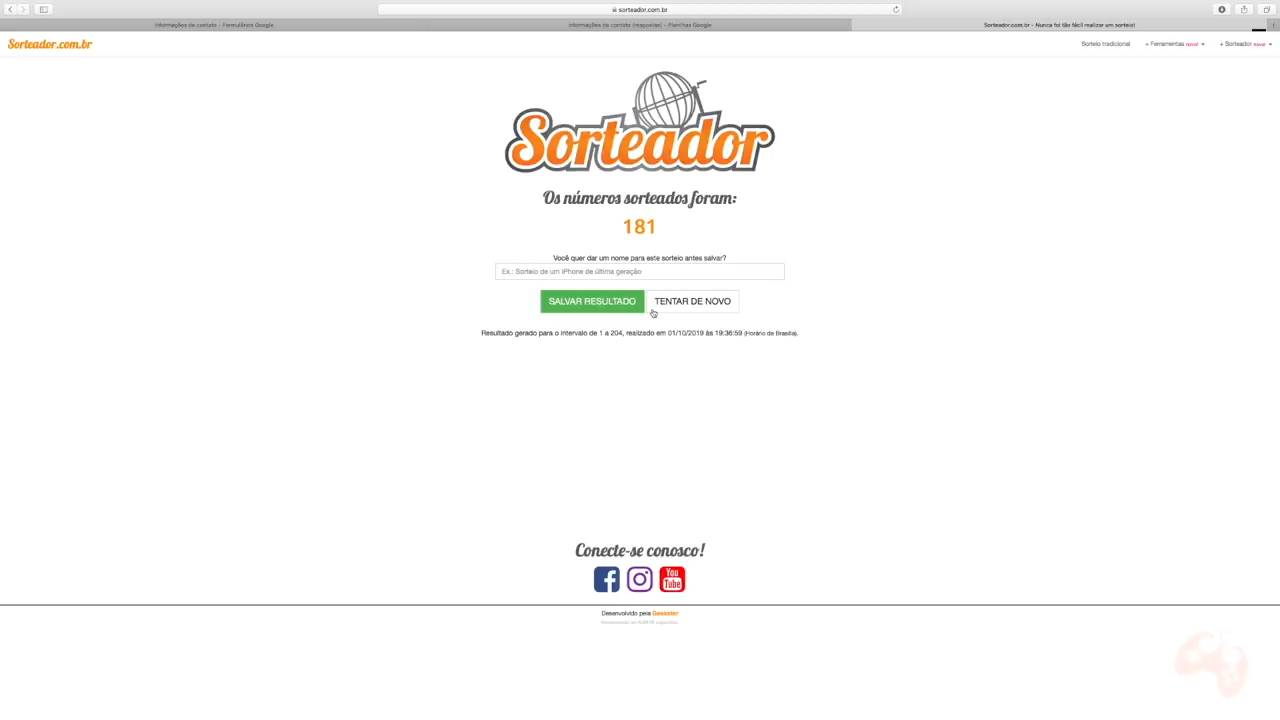 sorteador.com.br
Informações de contato - Formulários Google
Informações de contato (respostas) - Planilhas Google
Sorteador.com.br - Nunca foi tão fácil realizar um sorteio!
Sorteador.com.br
Sorteio tradicional
+ Ferramentas novo!
+ Sorteador novo!
Sorteador
Os números sorteados foram:
181
Você quer dar um nome para este sorteio antes salvar?
Ex.: Sorteio de um iPhone de última geração
SALVAR RESULTADO
TENTAR DE NOVO
Resultado gerado para o intervalo de 1 a 204, realizado em 01/10/2019 às 19:36:59 (Horário de Brasília).
Conecte-se conosco!
You
Tube
Desenvolvido pela